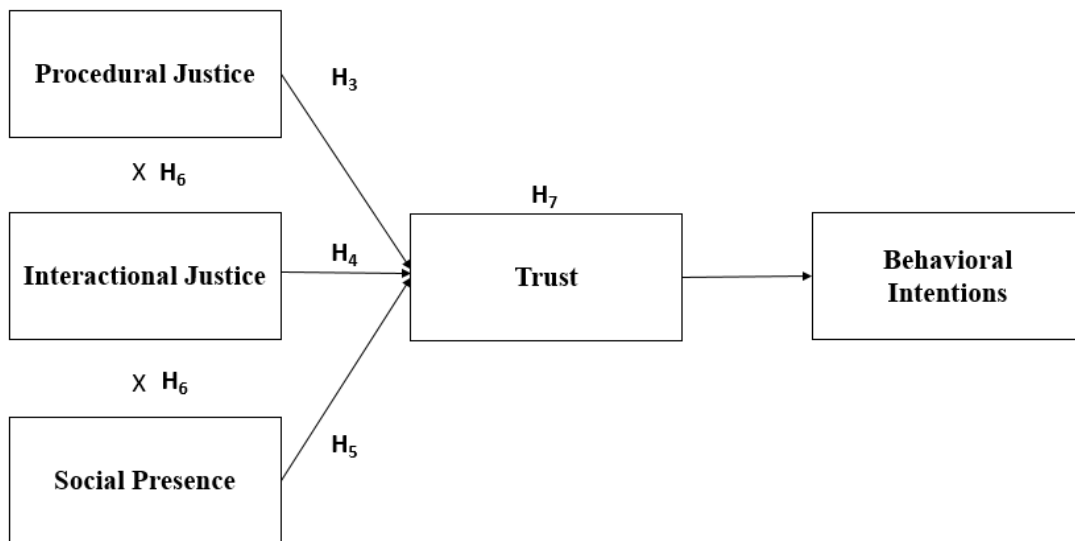 Procedural Justice
H₃
X H₆
H₇
Interactional Justice
H₄
Trust
Behavioral
Intentions
X H₆
H₅
Social Presence